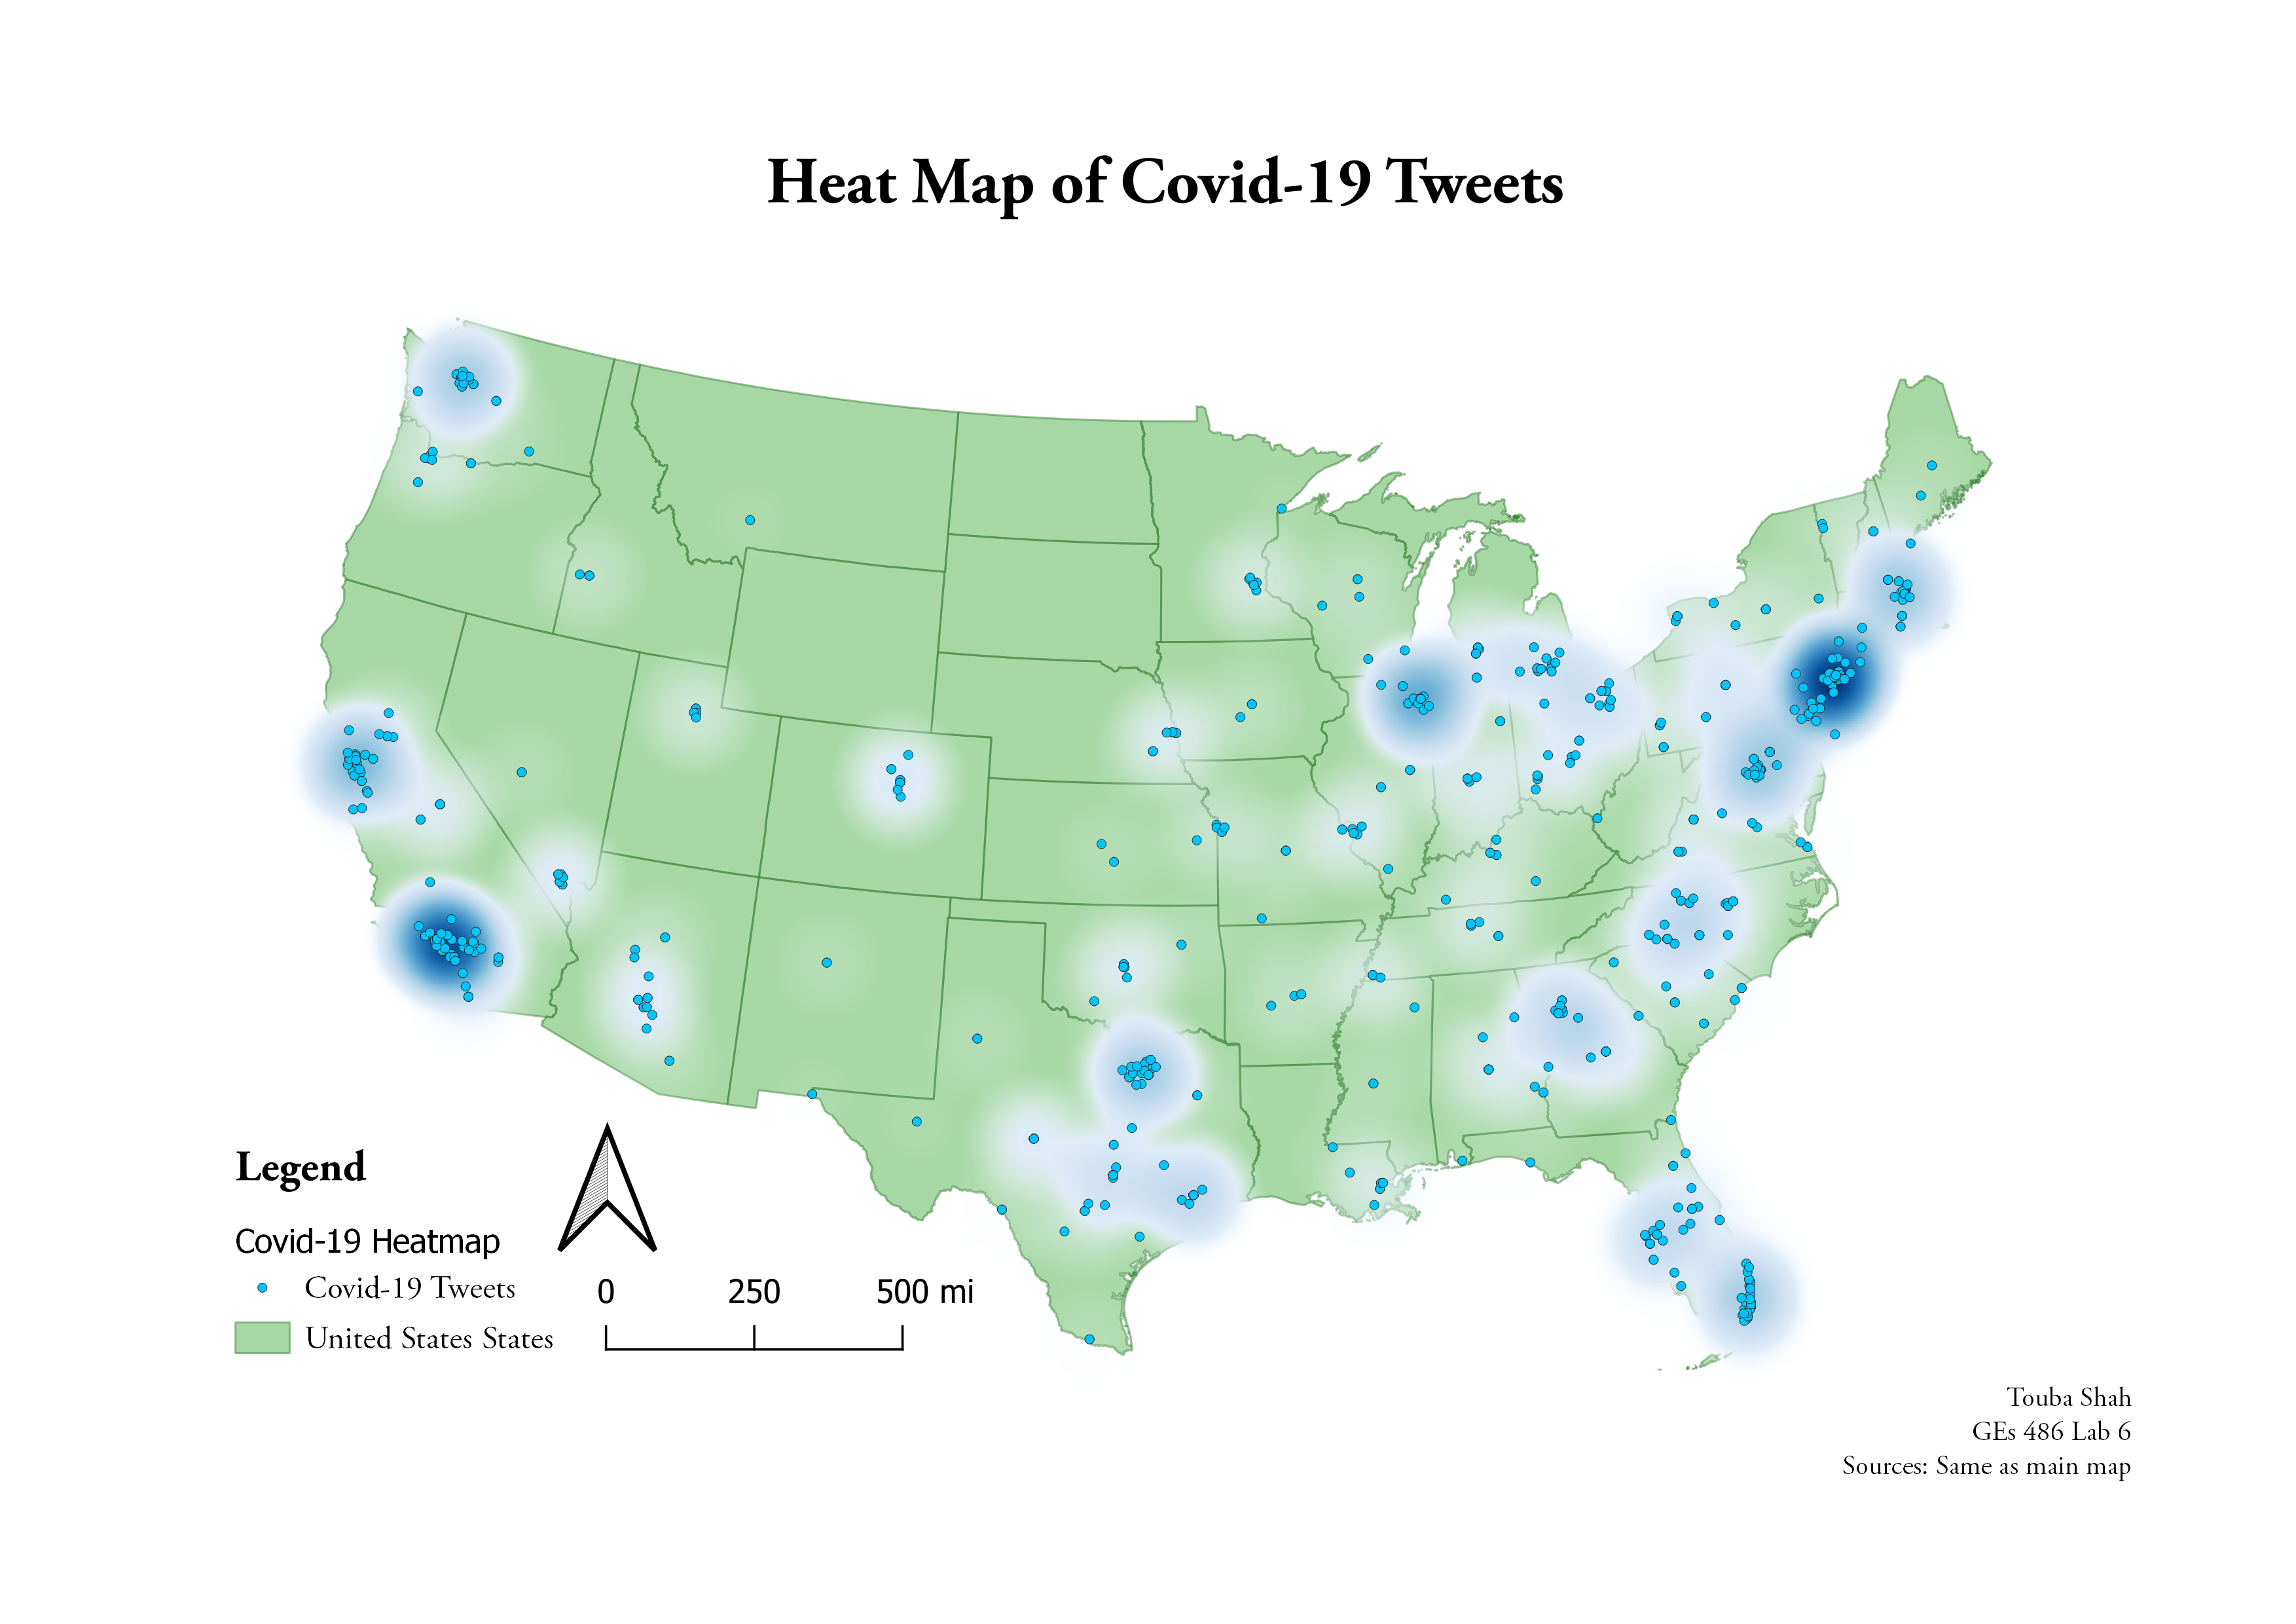 Heat Map of Covid-19 Tweets
Legend
Covid-19 Heatmap
Covid-19 Tweets
United States States
0 250 500 mi
Touba Shah
GEs 486 Lab 6
Sources: Same as main map